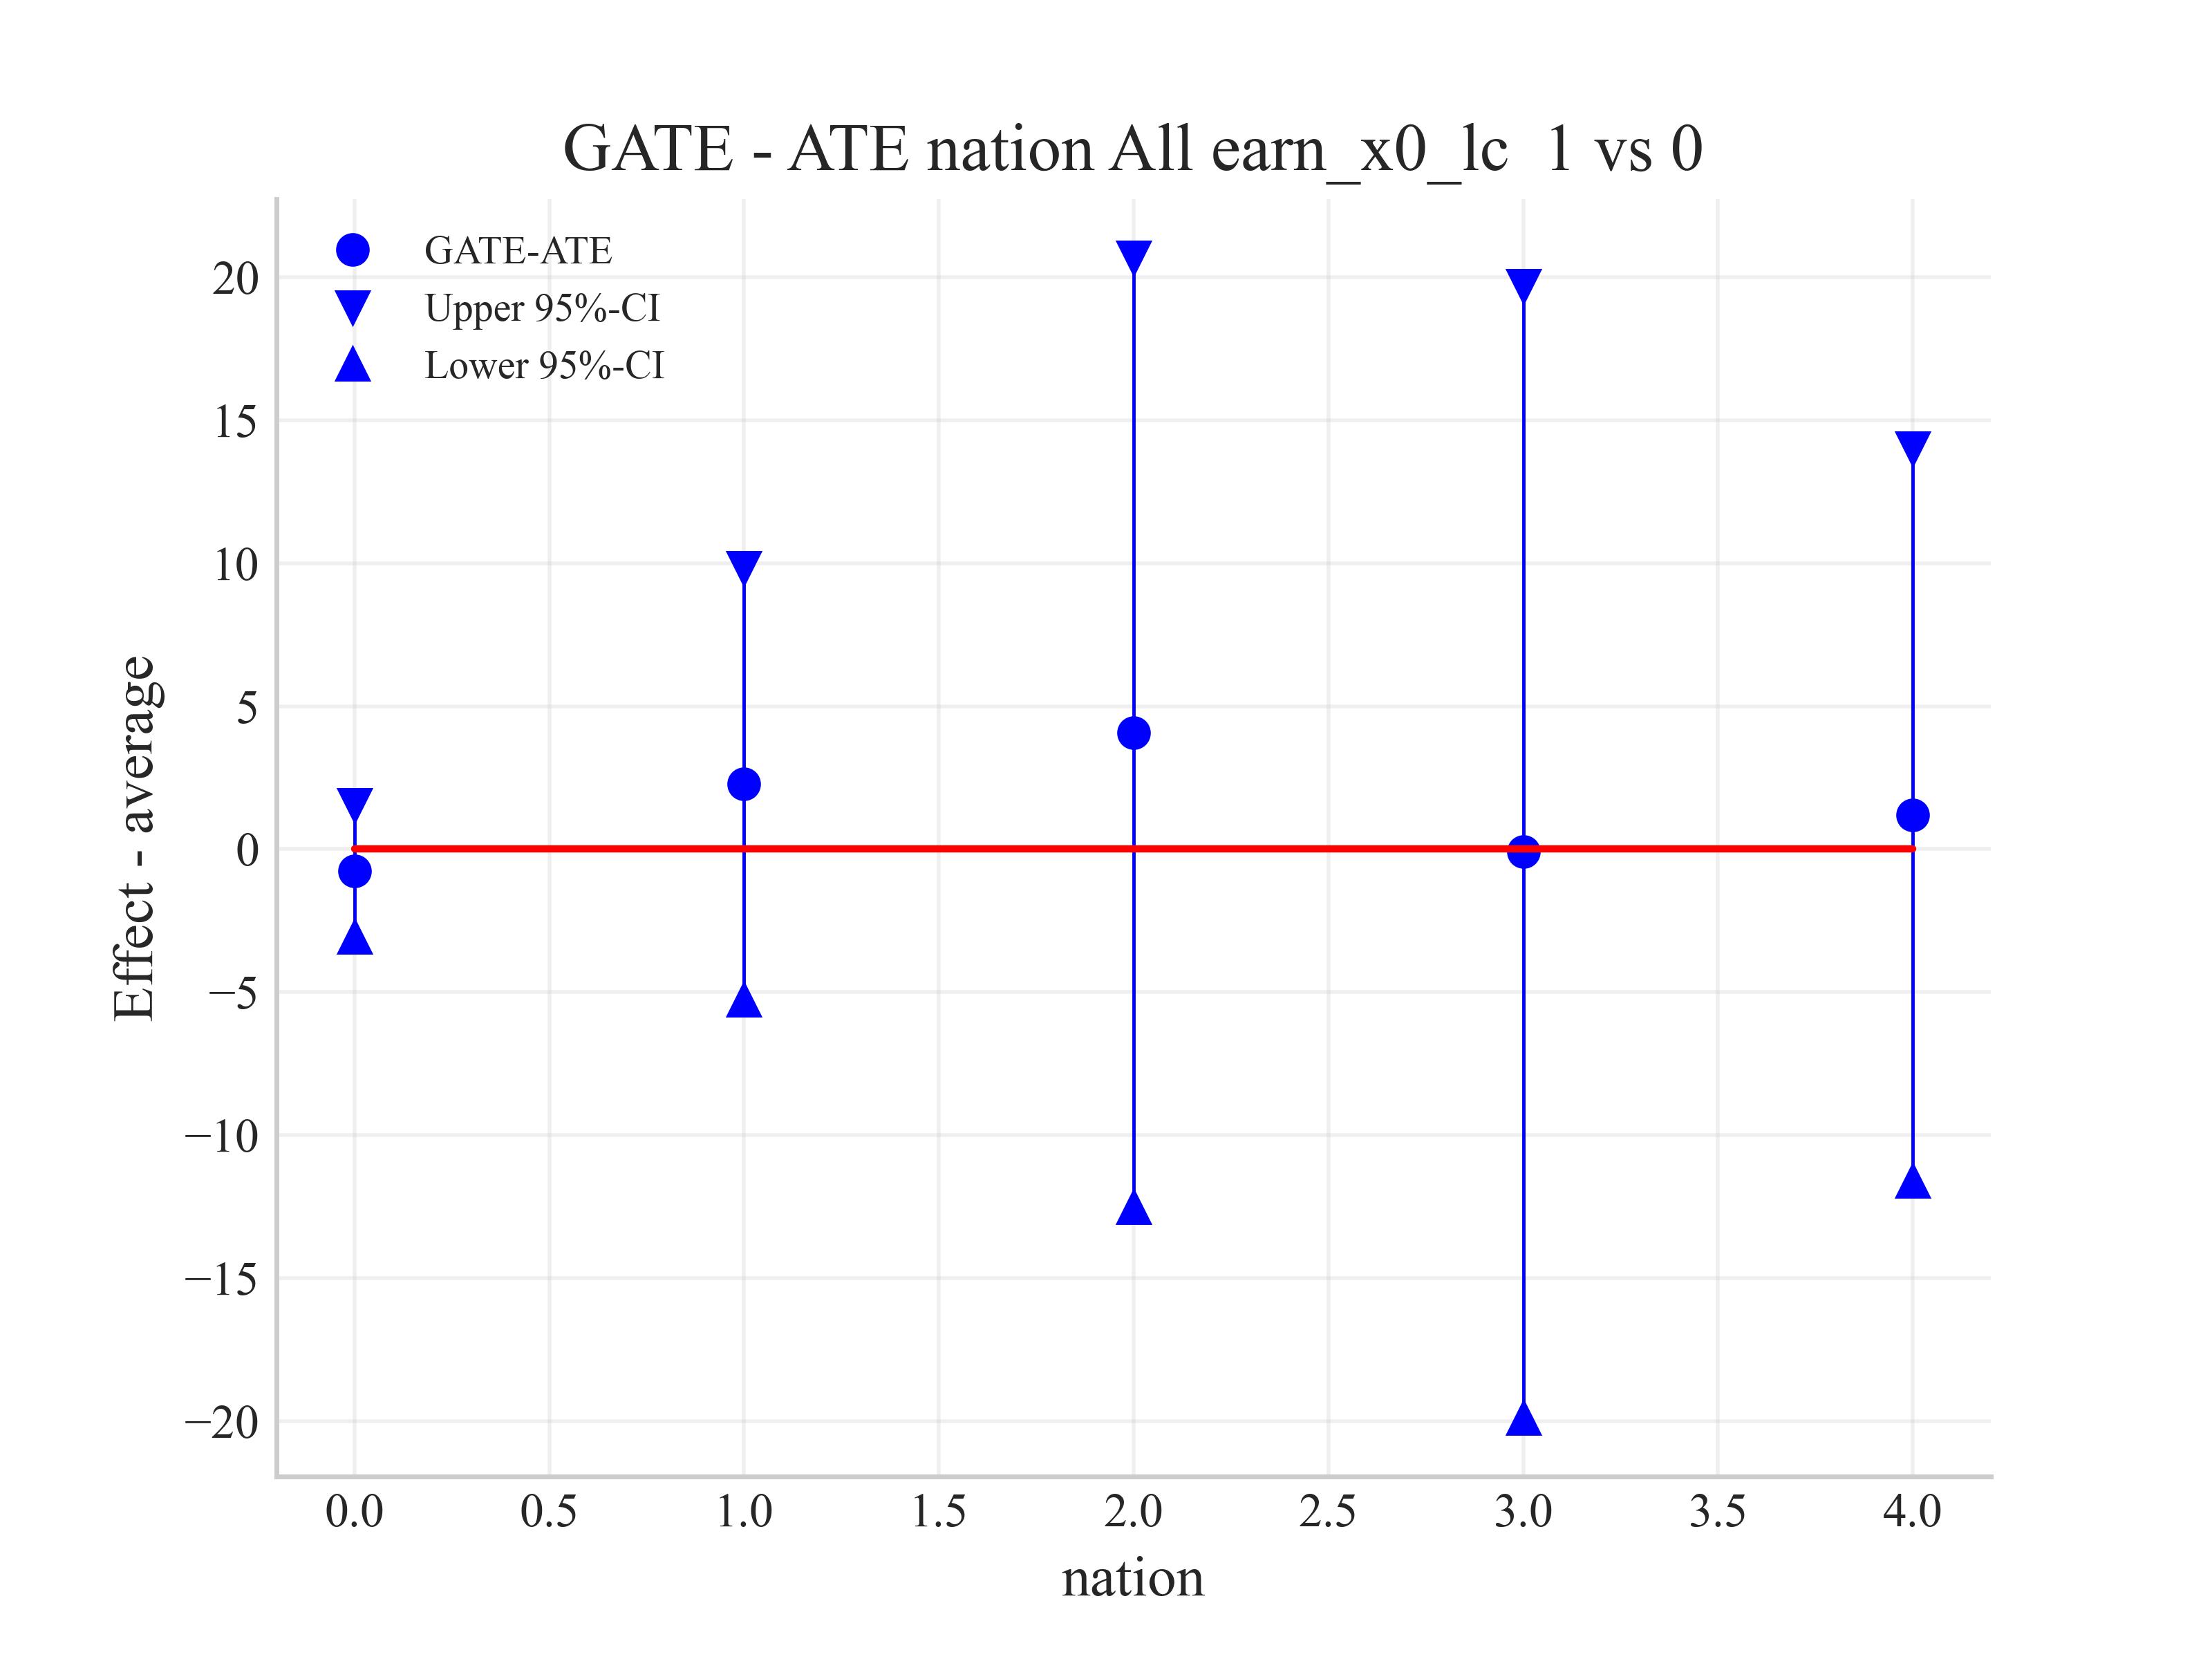 GATE - ATE nation All earn_x0_lc  1 vs 0
GATE-ATE
Upper 95%-CI
Lower 95%-CI
Effect - average
20
15
10
5
0
−5
−10
−15
−20
0.0 0.5 1.0 1.5 2.0 2.5 3.0 3.5 4.0
nation